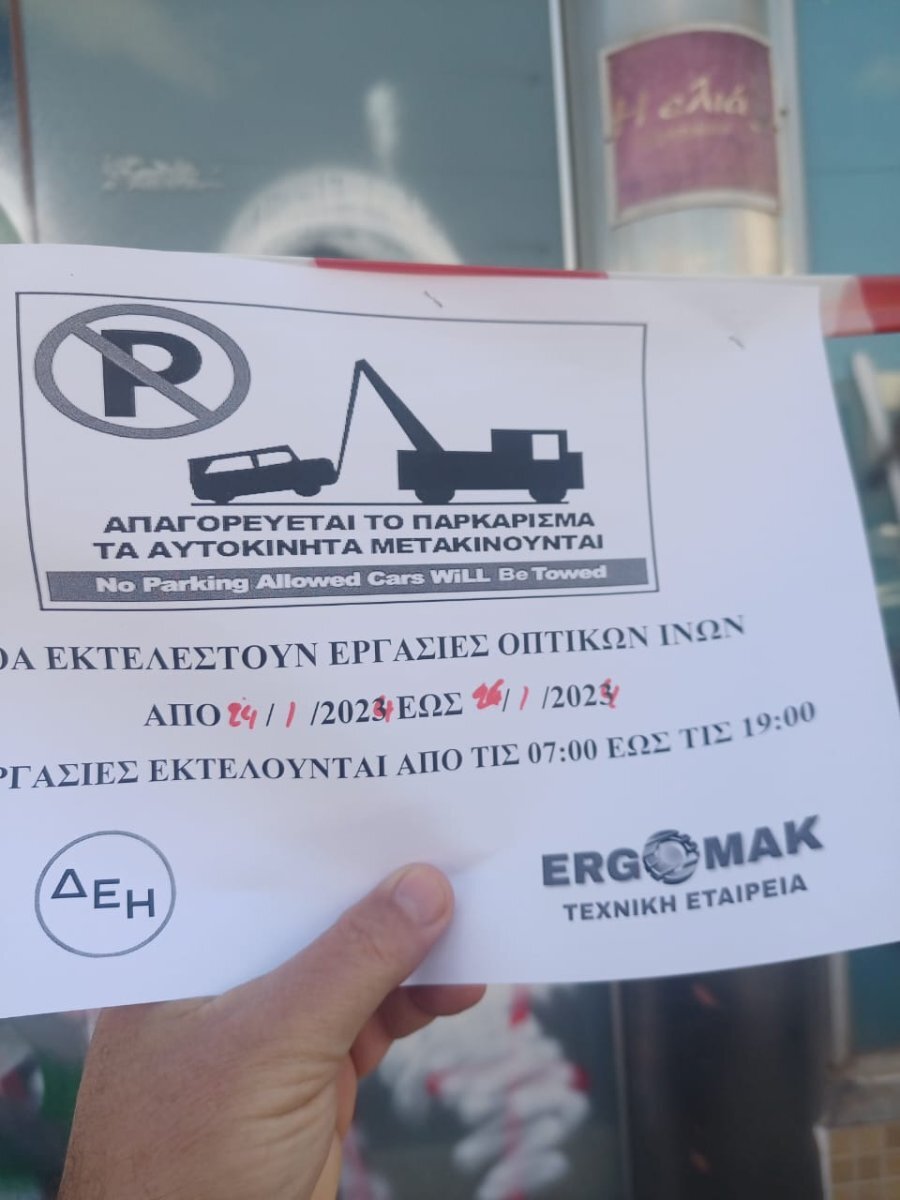 Η ελιά
P
ΑΠΑΓΟΡΕΥΕΤΑΙ ΤΟ ΠΑΡΚΑΡΙΣΜΑ
ΤΑ ΑΥΤΟΚΙΝΗΤΑ ΜΕΤΑΚΙΝΟΥΝΤΑΙ
No Parking Allowed Cars WiLL Be Towed
ΘΑ ΕΚΤΕΛΕΣΤΟΥΝ ΕΡΓΑΣΙΕΣ ΟΠΤΙΚΩΝ ΙΝΩΝ
ΑΠΟ 24/ 1 /2024 ΕΩΣ 26/ 1 /2024
ΡΓΑΣΙΕΣ ΕΚΤΕΛΟΥΝΤΑΙ ΑΠΟ ΤΙΣ 07:00 ΕΩΣ ΤΙΣ 19:00
ΔΕΗ
ERGOMAK
ΤΕΧΝΙΚΗ ΕΤΑΙΡΕΙΑ